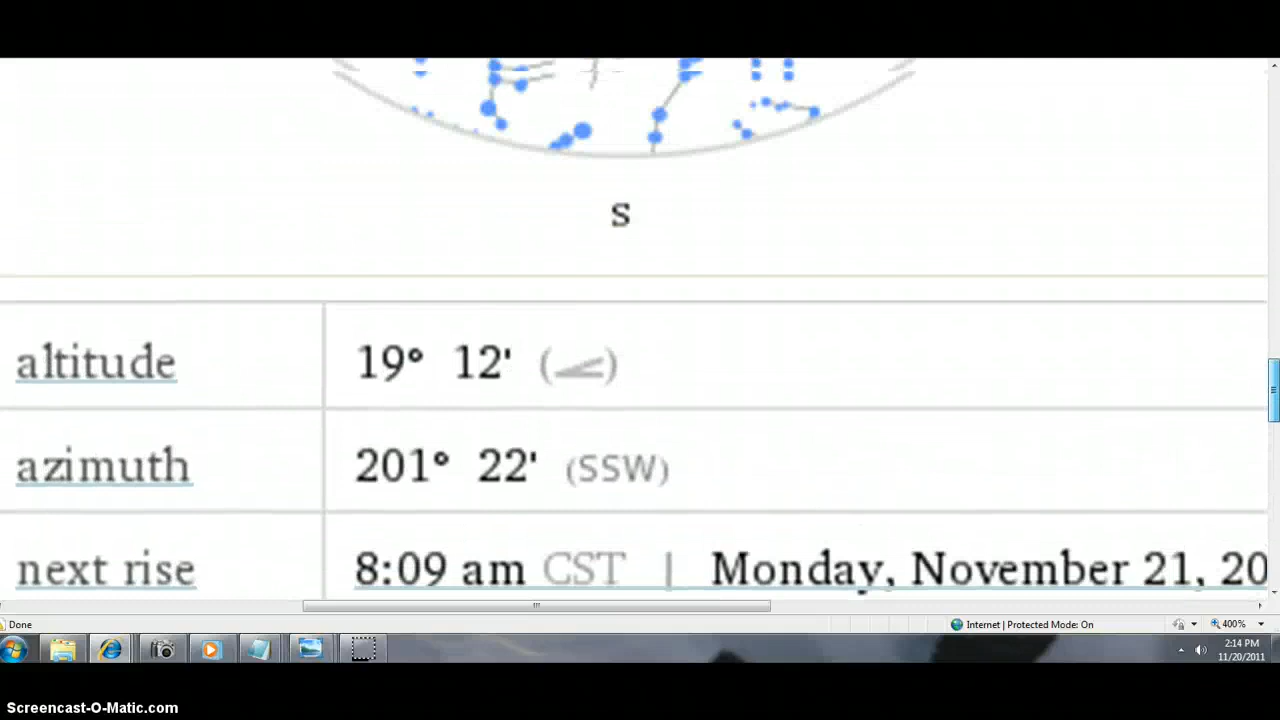 S
altitude 19° 12' ( )
azimuth 201° 22' (SSW)
next rise 8:09 am CST | Monday, November 21, 20
Done Internet | Protected Mode: On 400%
2:14 PM
11/20/2011
Screencast-O-Matic.com